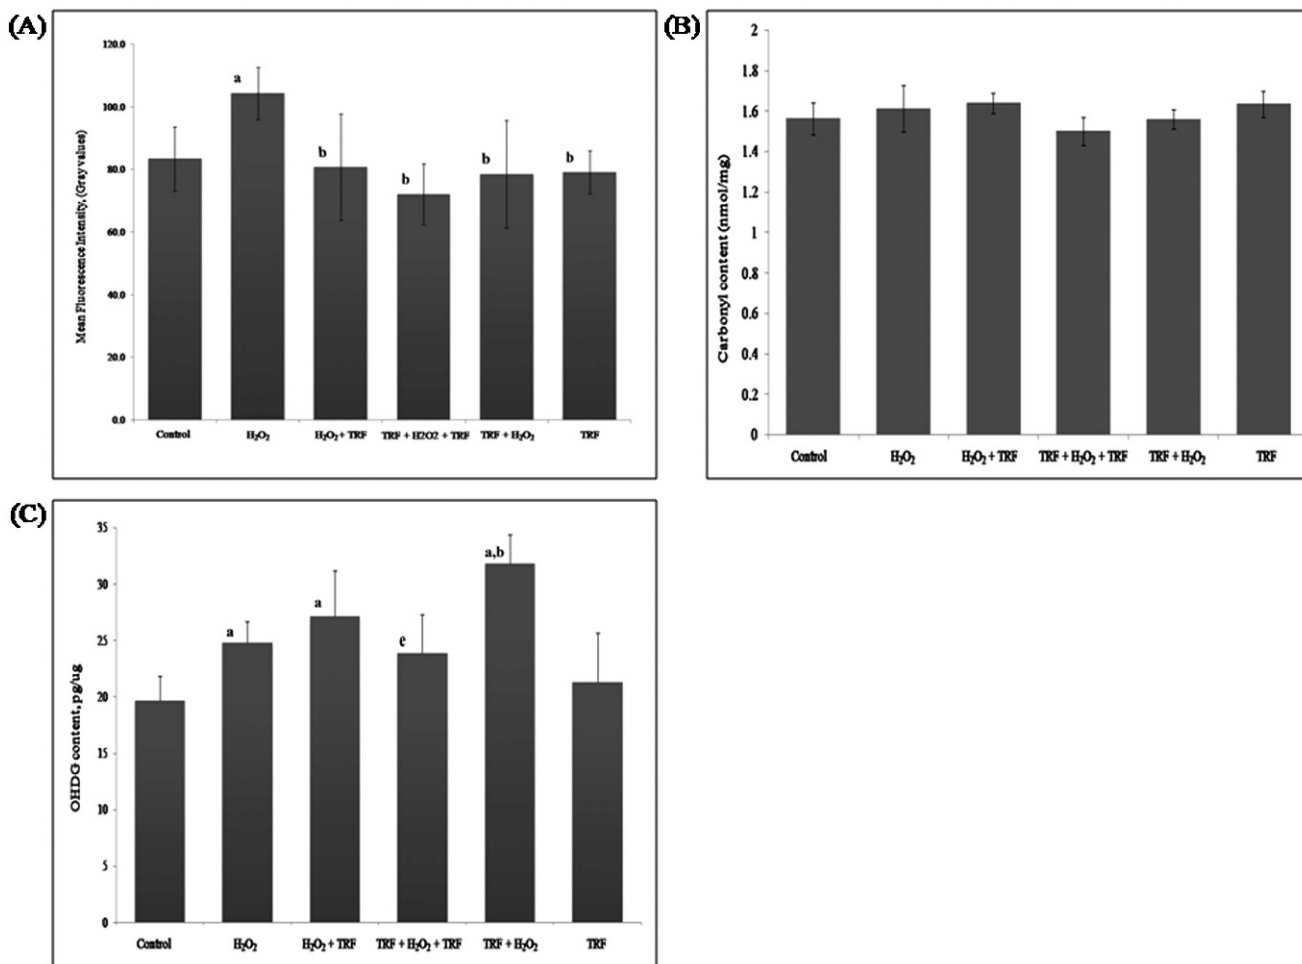 (A)
Mean Fluorescence Intensity, (Gray values)
120.0
100.0
80.0
60.0
40.0
20.0
0.0
a
b
b
b
b
Control
H₂O₂
H₂O₂ + TRF
TRF + H2O2 + TRF
TRF + H₂O₂
TRF
(B)
Carbonyl content (nmol/mg)
2
1.8
1.6
1.4
1.2
1
0.8
0.6
0.4
0.2
0
Control
H₂O₂
H₂O₂ + TRF
TRF + H₂O₂ + TRF
TRF + H₂O₂
TRF
(C)
OHDG content, pg/ug
35
30
25
20
15
10
5
0
a
a
e
a,b
Control
H₂O₂
H₂O₂ + TRF
TRF + H₂O₂ + TRF
TRF + H₂O₂
TRF